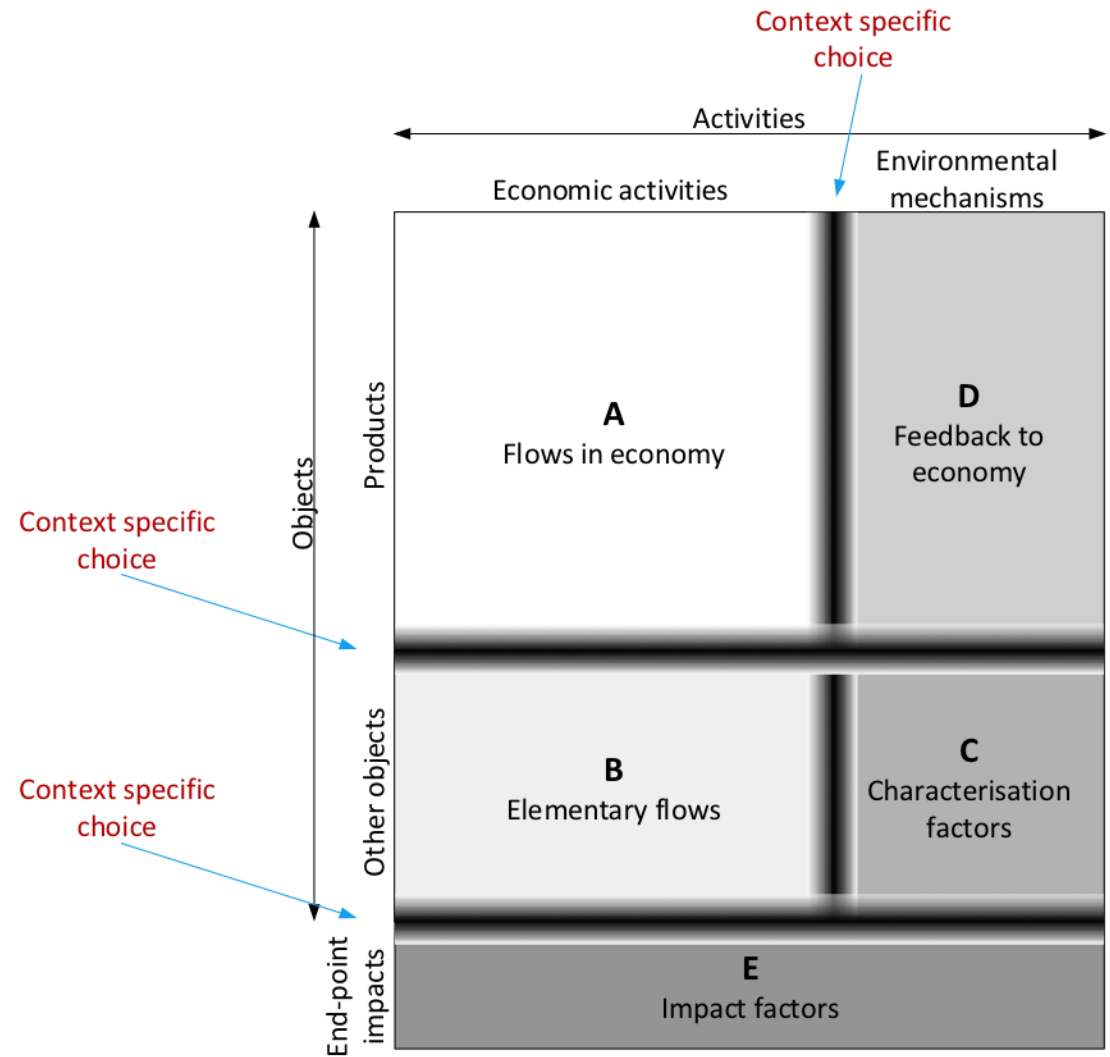 Context specific
choice
Activities
Economic activities
Environmental
mechanisms
Objects
Products
A
Flows in economy
D
Feedback to
economy
Context specific
choice
Other objects
B
Elementary flows
C
Characterisation
factors
Context specific
choice
End-point
impacts
E
Impact factors